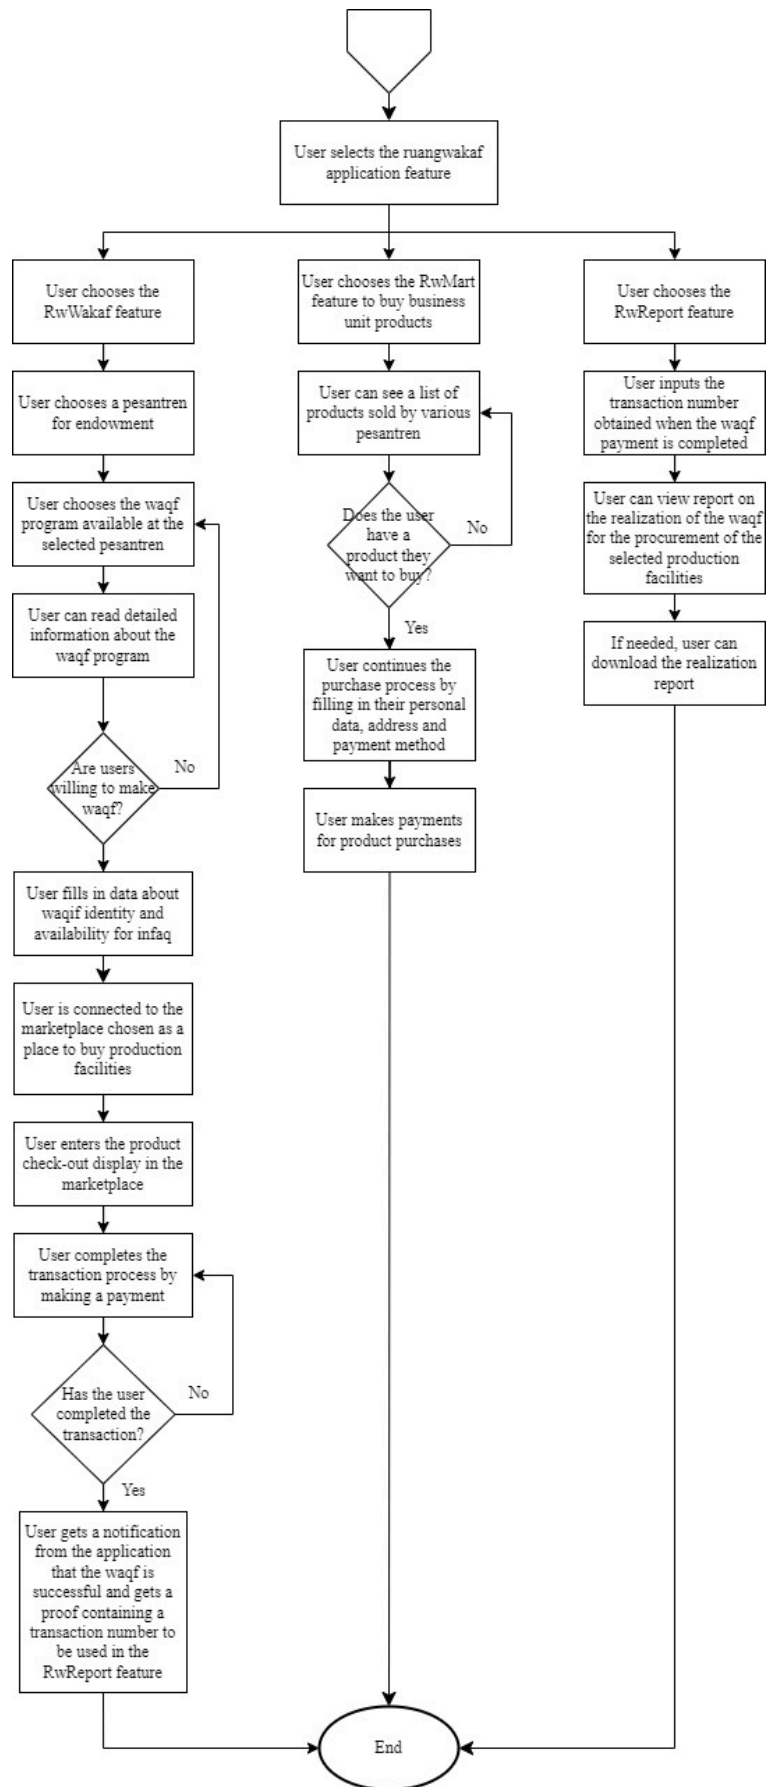 User selects the ruangwakaf
application feature
User chooses the
RwWakaf feature
User chooses a pesantren
for endowment
User chooses the waqf
program available at the
selected pesantren
User can read detailed
information about the
waqf program
Are users
willing to make
waqf?
No
User fills in data about
waqif identity and
availability for infaq
User is connected to the
marketplace chosen as a
place to buy production
facilities
User enters the product
check-out display in the
marketplace
User completes the
transaction process by
making a payment
Has the user
completed the
transaction?
No
Yes
User gets a notification
from the application
that the waqf is
successful and gets a
proof containing a
transaction number to
be used in the
RwReport feature
User chooses the RwMart
feature to buy business
unit products
User can see a list of
products sold by various
pesantren
Does the user
have a
product they
want to buy?
No
Yes
User continues the
purchase process by
filling in their personal
data, address and
payment method
User makes payments
for product purchases
User chooses the
RwReport feature
User inputs the
transaction number
obtained when the waqf
payment is completed
User can view report on
the realization of the waqf
for the procurement of the
selected production
facilities
If needed, user can
download the realization
report
End